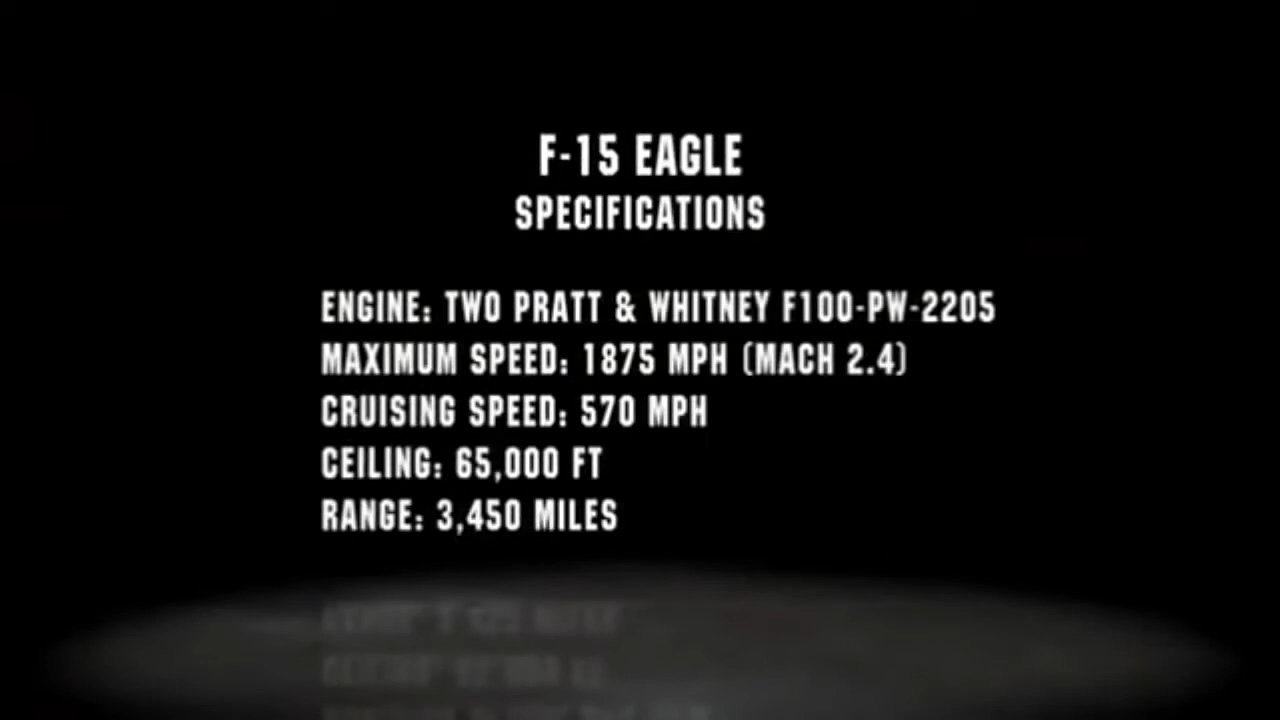 F-15 EAGLE
SPECIFICATIONS
ENGINE: TWO PRATT & WHITNEY F100-PW-2205
MAXIMUM SPEED: 1875 MPH (MACH 2.4)
CRUISING SPEED: 570 MPH
CEILING: 65,000 FT
RANGE: 3,450 MILES